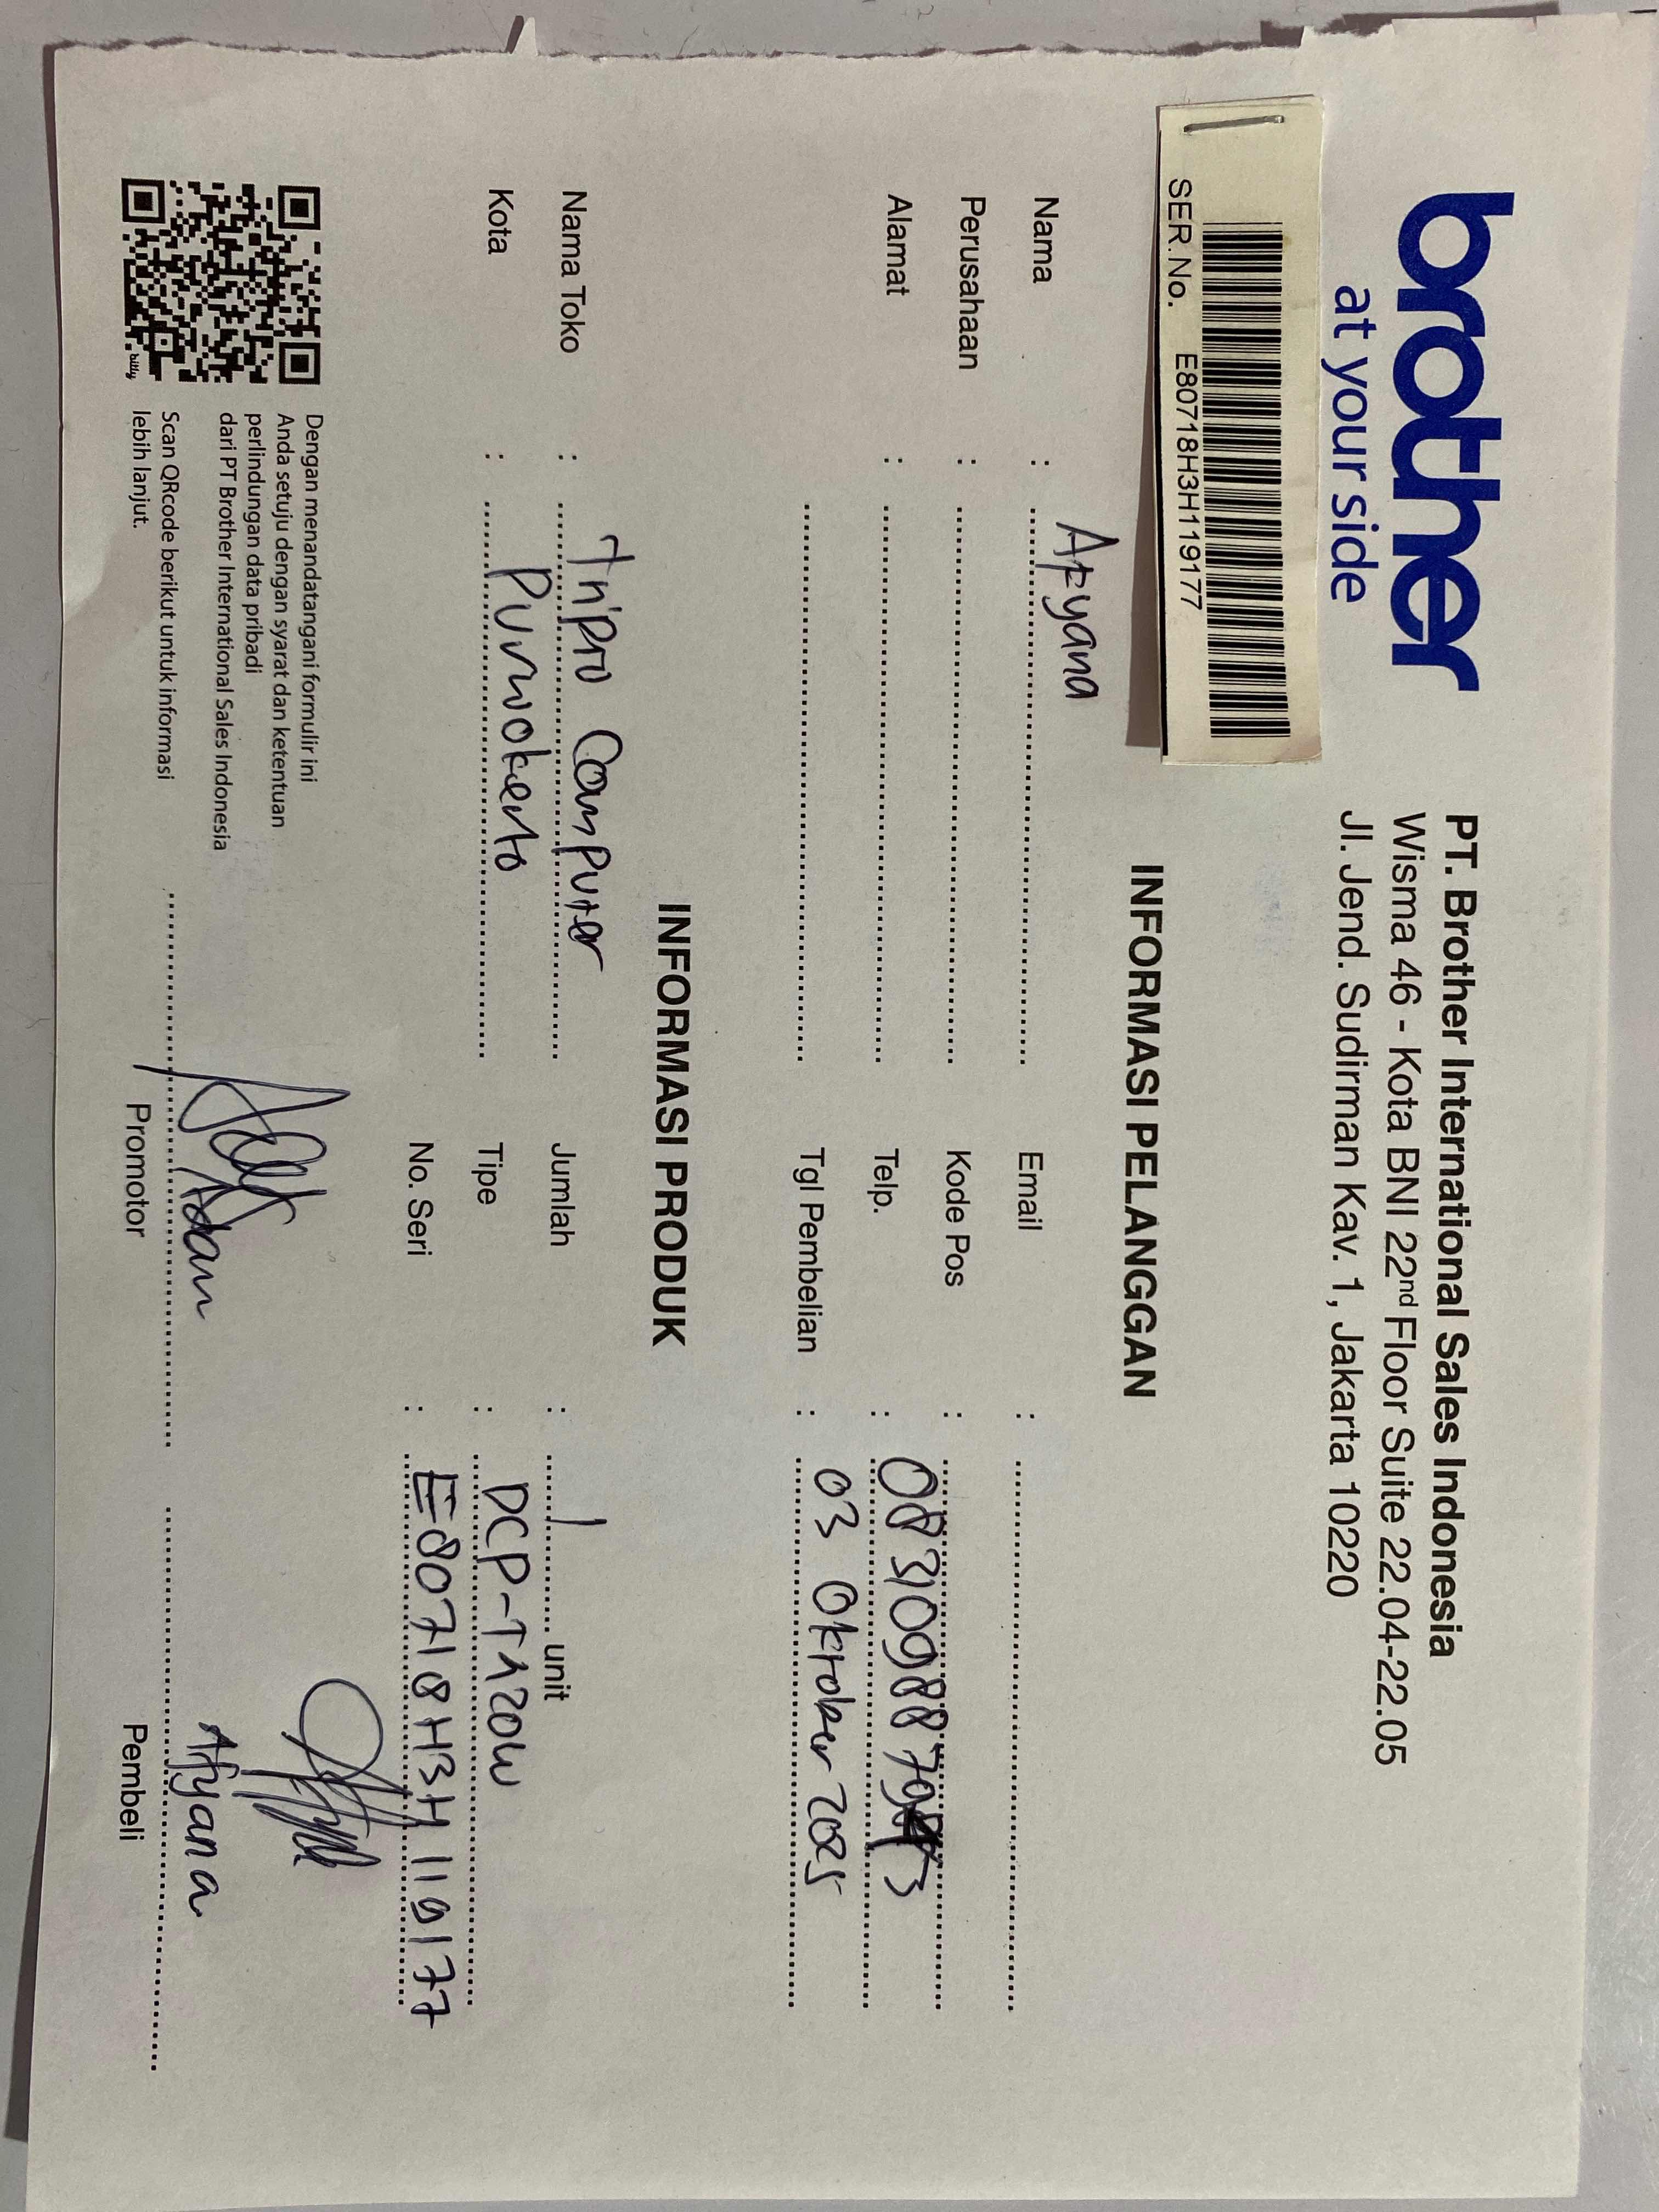 brother
at your side
PT. Brother International Sales Indonesia
Wisma 46 - Kota BNI 22nd Floor Suite 22.04-22.05
Jl. Jend. Sudirman Kav. 1, Jakarta 10220
SER.No. E80718H3H119177
INFORMASI PELANGGAN
Nama : Afyana
Email :
Perusahaan :
Kode Pos :
Alamat :
Telp. :
Tgl Pembelian : 03 Oktober 2025
INFORMASI PRODUK
Nama Toko : tripro Computer
Jumlah : 1 unit
Kota : Purwokerto
Tipe : DCP-T720W
No. Seri : E80718H3H119177
Dengan menandatangani formulir ini
Anda setuju dengan syarat dan ketentuan
perlindungan data pribadi
dari PT Brother International Sales Indonesia
Scan QRcode berikut untuk informasi
lebih lanjut.
bitly
Adam
Promotor
Afyana
Pembeli